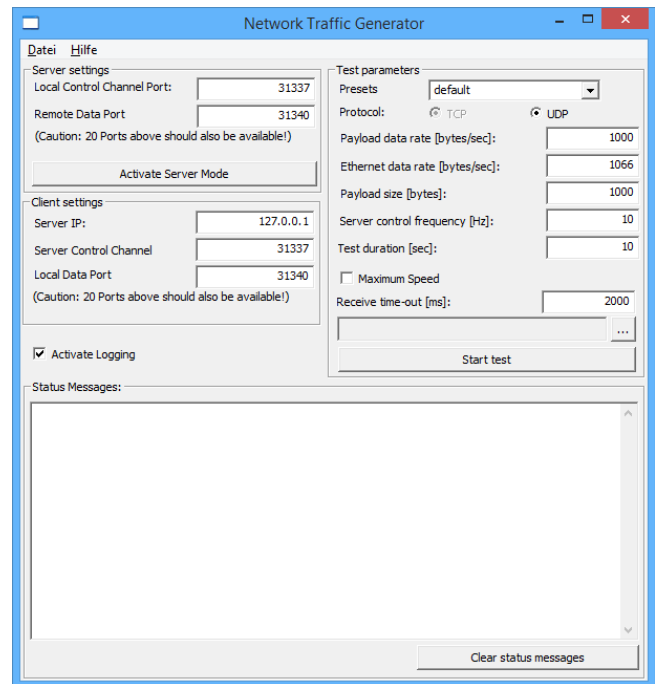 Network Traffic Generator
Datei Hilfe
Server settings
Local Control Channel Port: 31337
Remote Data Port 31340
(Caution: 20 Ports above should also be available!)
Activate Server Mode
Client settings
Server IP: 127.0.0.1
Server Control Channel 31337
Local Data Port 31340
(Caution: 20 Ports above should also be available!)
Activate Logging
Test parameters
Presets default
Protocol: TCP UDP
Payload data rate [bytes/sec]: 1000
Ethernet data rate [bytes/sec]: 1066
Payload size [bytes]: 1000
Server control frequency [Hz]: 10
Test duration [sec]: 10
Maximum Speed
Receive time-out [ms]: 2000
...
Start test
Status Messages:
Clear status messages